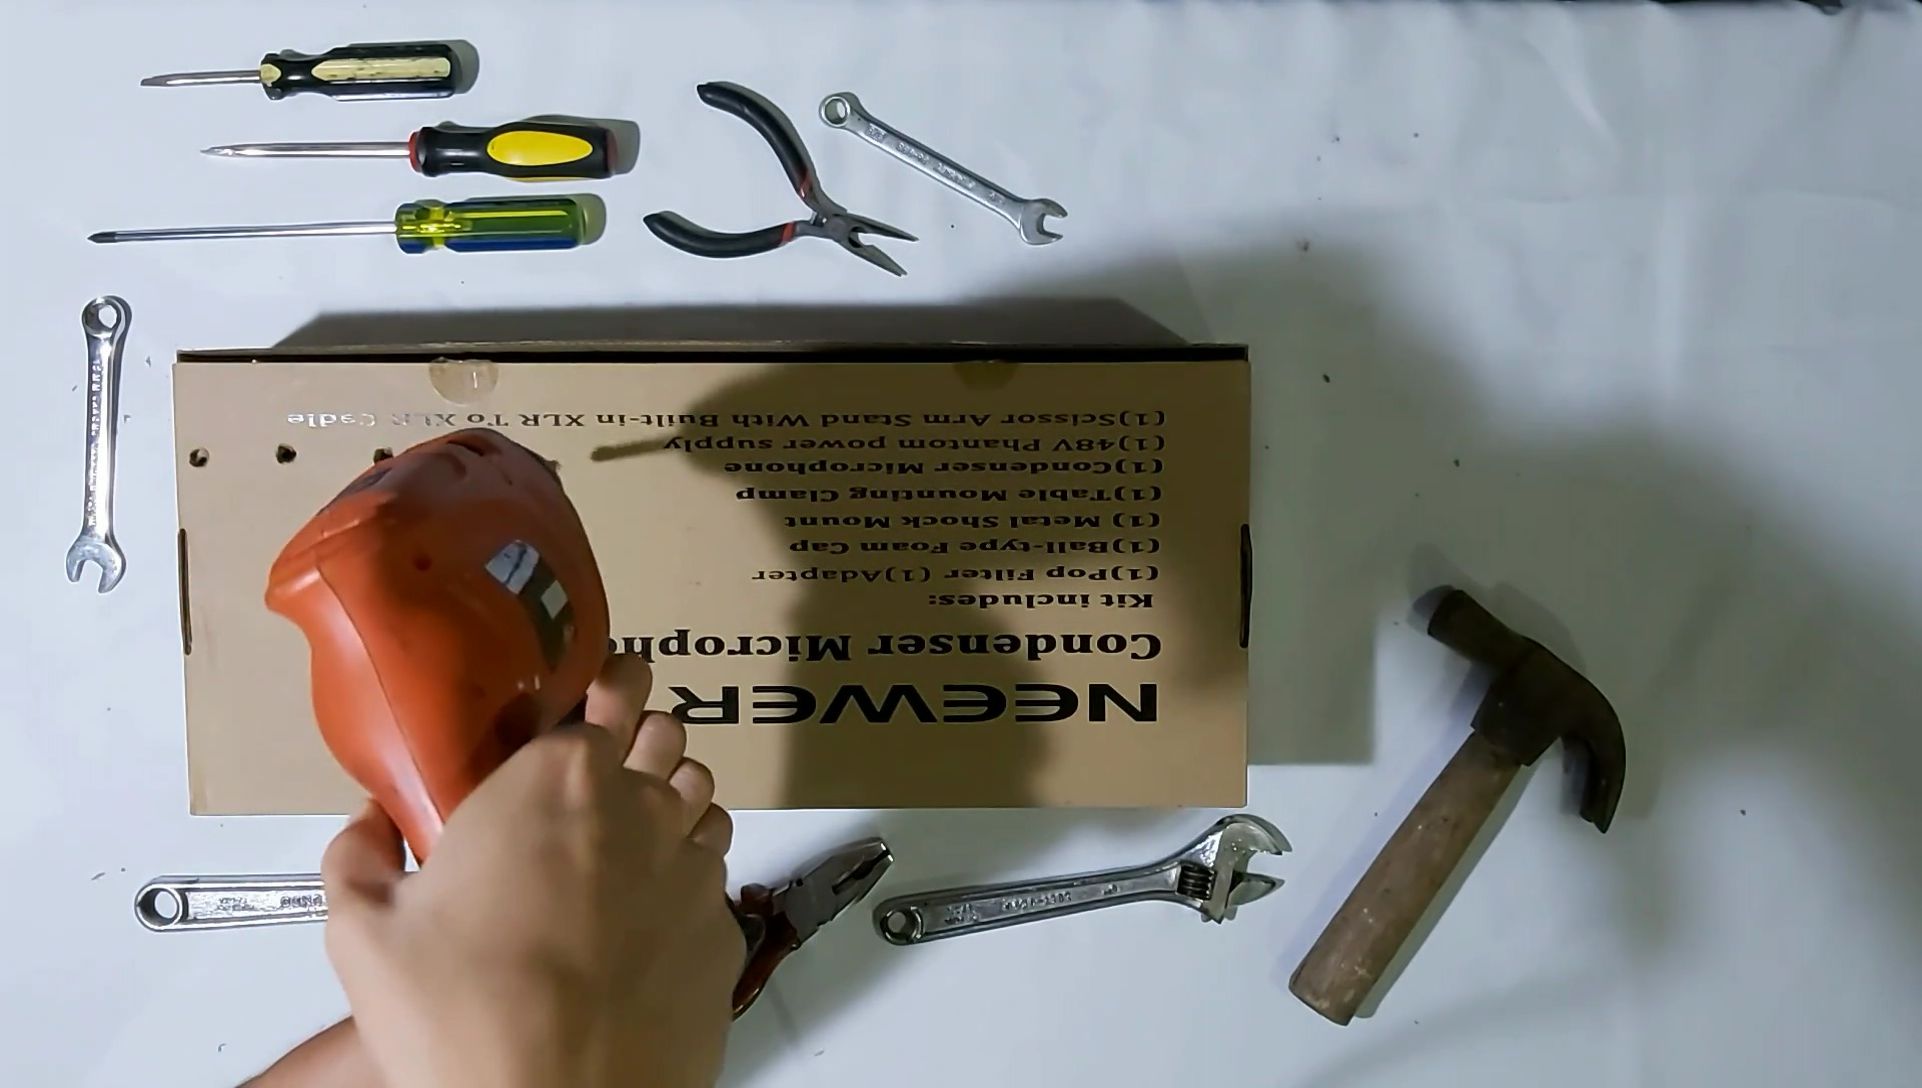 NEEWER
Condenser Microph
Kit includes:
(1)Pop Filter (1)Adapter
(1)Ball-type Foam Cap
(1) Metal Shock Mount
(1)Table Mounting Clamp
(1)Condenser Microphone
(1)48V Phantom power supply
(1)Scissor Arm Stand With Built-in XLR To XLR Cable